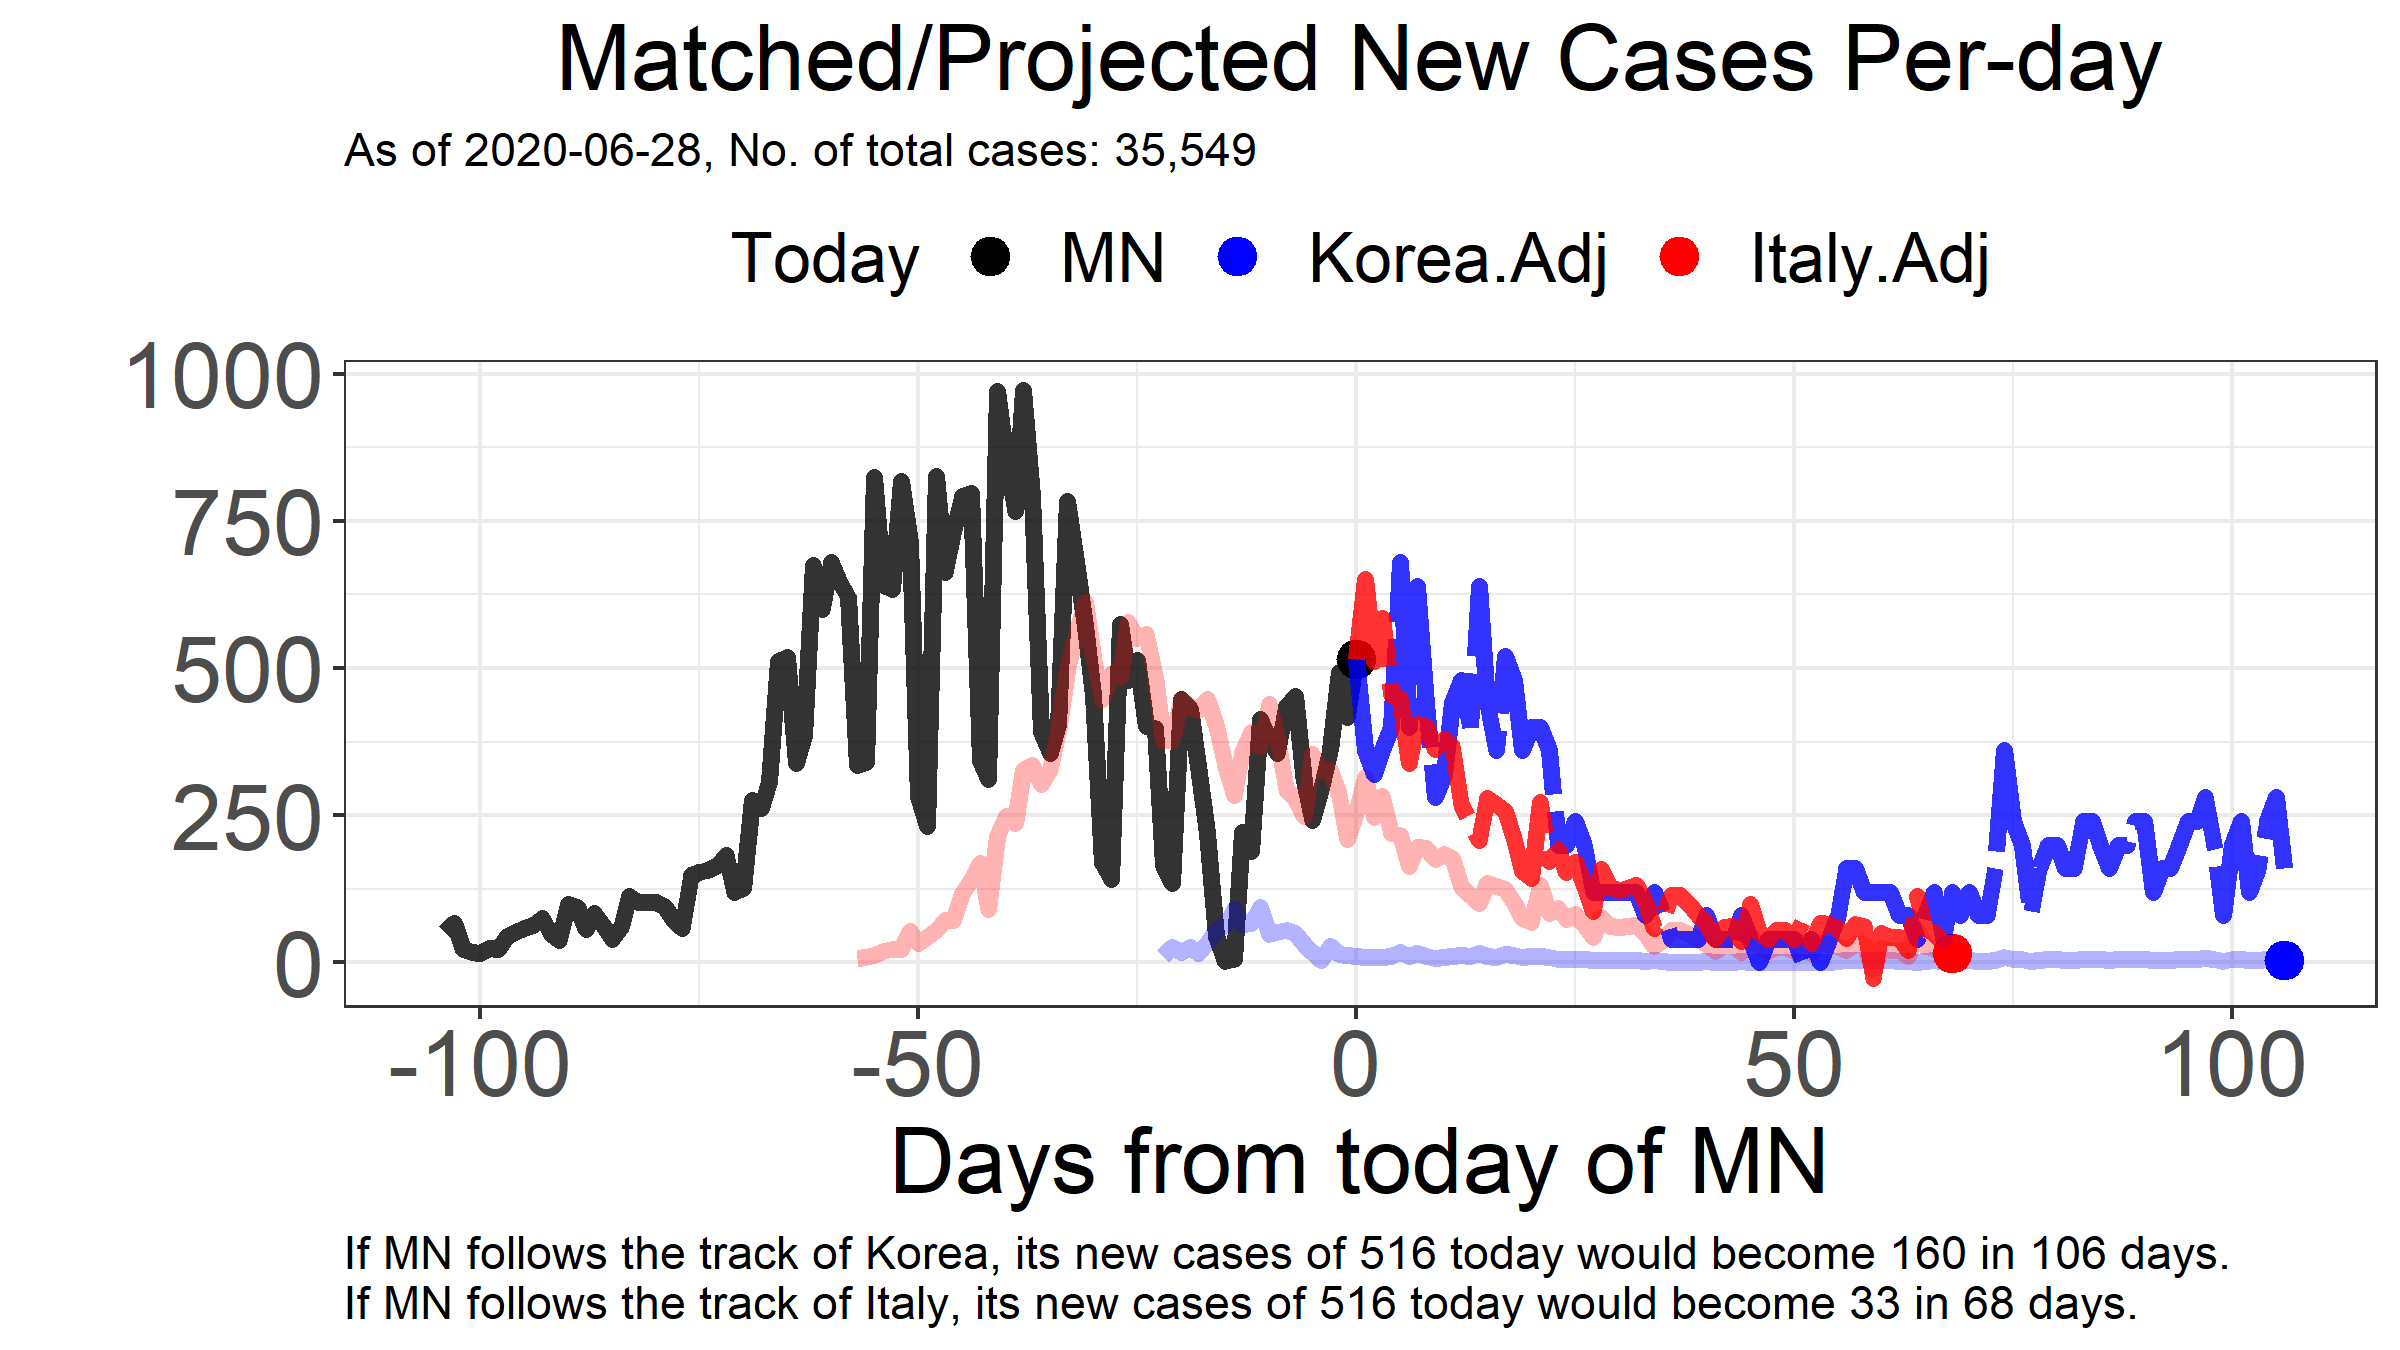 Matched/Projected New Cases Per-day
As of 2020-06-28, No. of total cases: 35,549
Today MN Korea.Adj Italy.Adj
1000
750
500
250
0
-100 -50 0 50 100
Days from today of MN
If MN follows the track of Korea, its new cases of 516 today would become 160 in 106 days.
If MN follows the track of Italy, its new cases of 516 today would become 33 in 68 days.